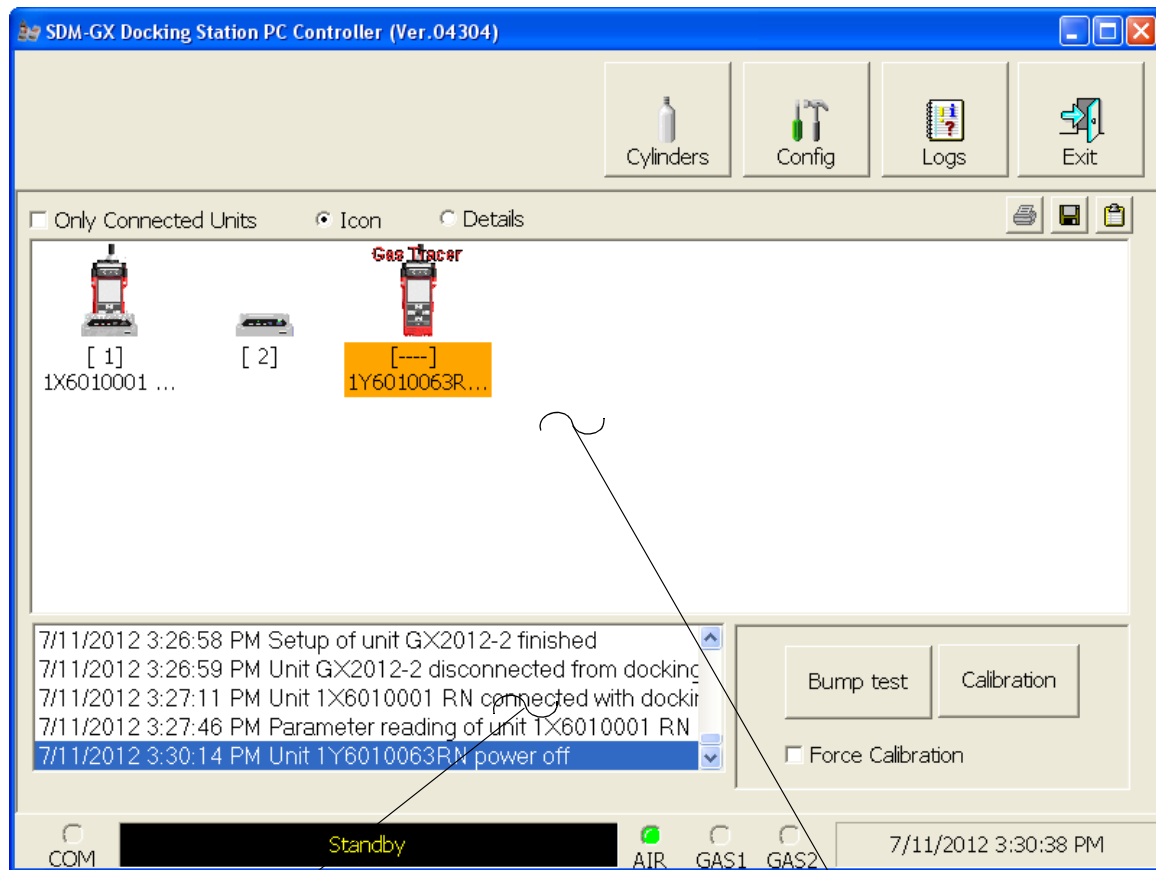 SDM-GX Docking Station PC Controller (Ver.04304)
Cylinders
Config
Logs
Exit
Only Connected Units
Icon
Details
Gas Tracer
[ 1]
1X6010001 ...
[ 2]
[----]
1Y6010063R...
7/11/2012 3:26:58 PM Setup of unit GX2012-2 finished
7/11/2012 3:26:59 PM Unit GX2012-2 disconnected from docking
7/11/2012 3:27:11 PM Unit 1X6010001 RN connected with dockin
7/11/2012 3:27:46 PM Parameter reading of unit 1X6010001 RN
7/11/2012 3:30:14 PM Unit 1Y6010063RN power off
Bump test
Calibration
Force Calibration
COM
Standby
AIR
GAS1
GAS2
7/11/2012 3:30:38 PM